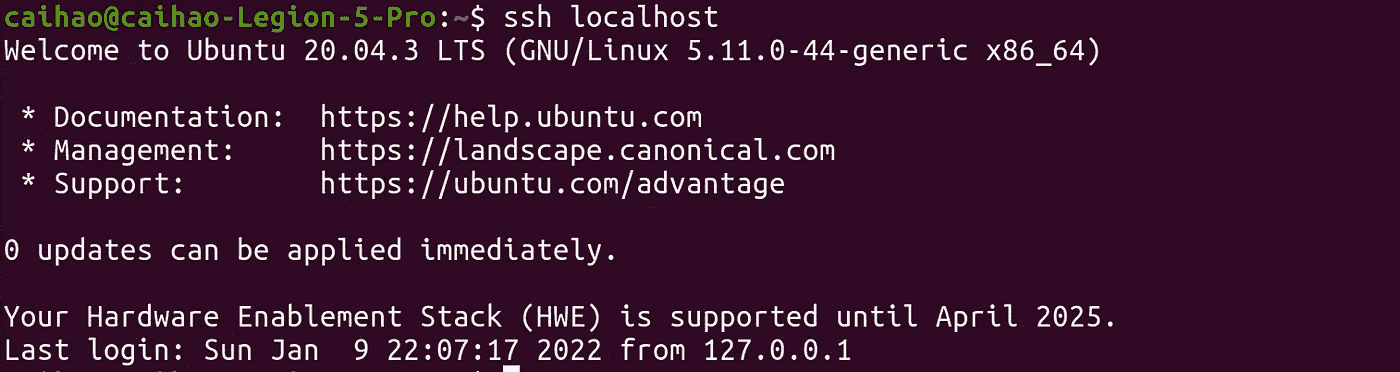 caihao@caihao-Legion-5-Pro:~$ ssh localhost
Welcome to Ubuntu 20.04.3 LTS (GNU/Linux 5.11.0-44-generic x86_64)
 * Documentation:  https://help.ubuntu.com
 * Management:     https://landscape.canonical.com
 * Support:        https://ubuntu.com/advantage
0 updates can be applied immediately.
Your Hardware Enablement Stack (HWE) is supported until April 2025.
Last login: Sun Jan  9 22:07:17 2022 from 127.0.0.1